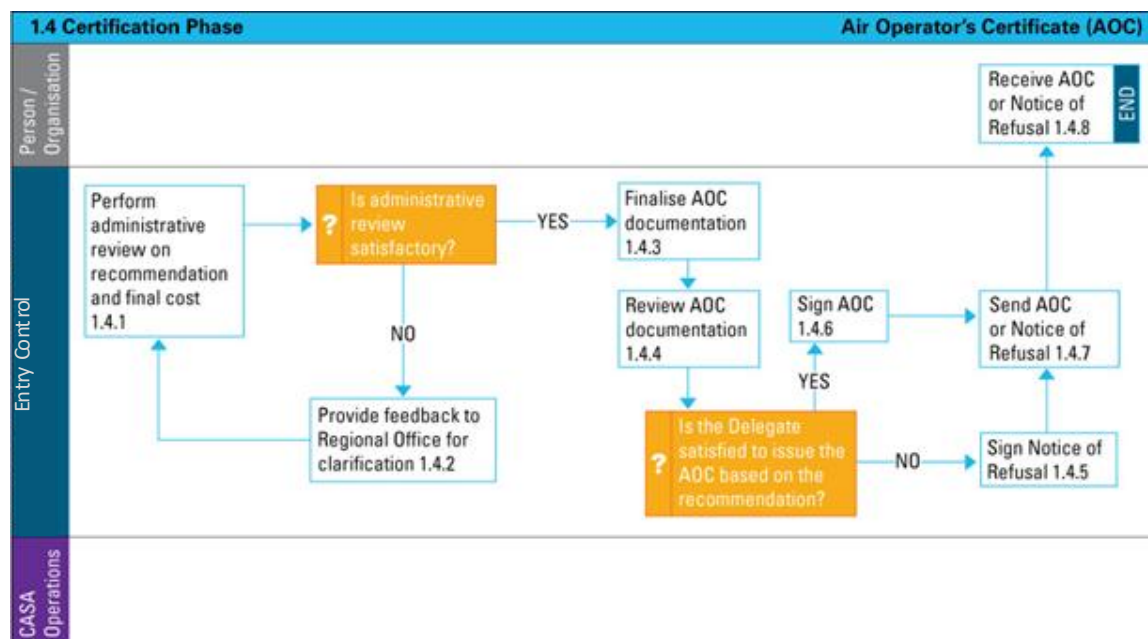 1.4 Certification Phase
Air Operator's Certificate (AOC)
Person /
Organisation
Receive AOC
or Notice of
Refusal 1.4.8
END
Entry Control
Perform
administrative
review on
recommendation
and final cost
1.4.1
?
Is administrative
review
satisfactory?
YES
NO
Provide feedback to
Regional Office for
clarification 1.4.2
Finalise AOC
documentation
1.4.3
Review AOC
documentation
1.4.4
?
Is the Delegate
satisfied to issue the
AOC based on the
recommendation?
YES
Sign AOC
1.4.6
NO
Sign Notice of
Refusal 1.4.5
Send AOC
or Notice of
Refusal 1.4.7
CASA
Operations